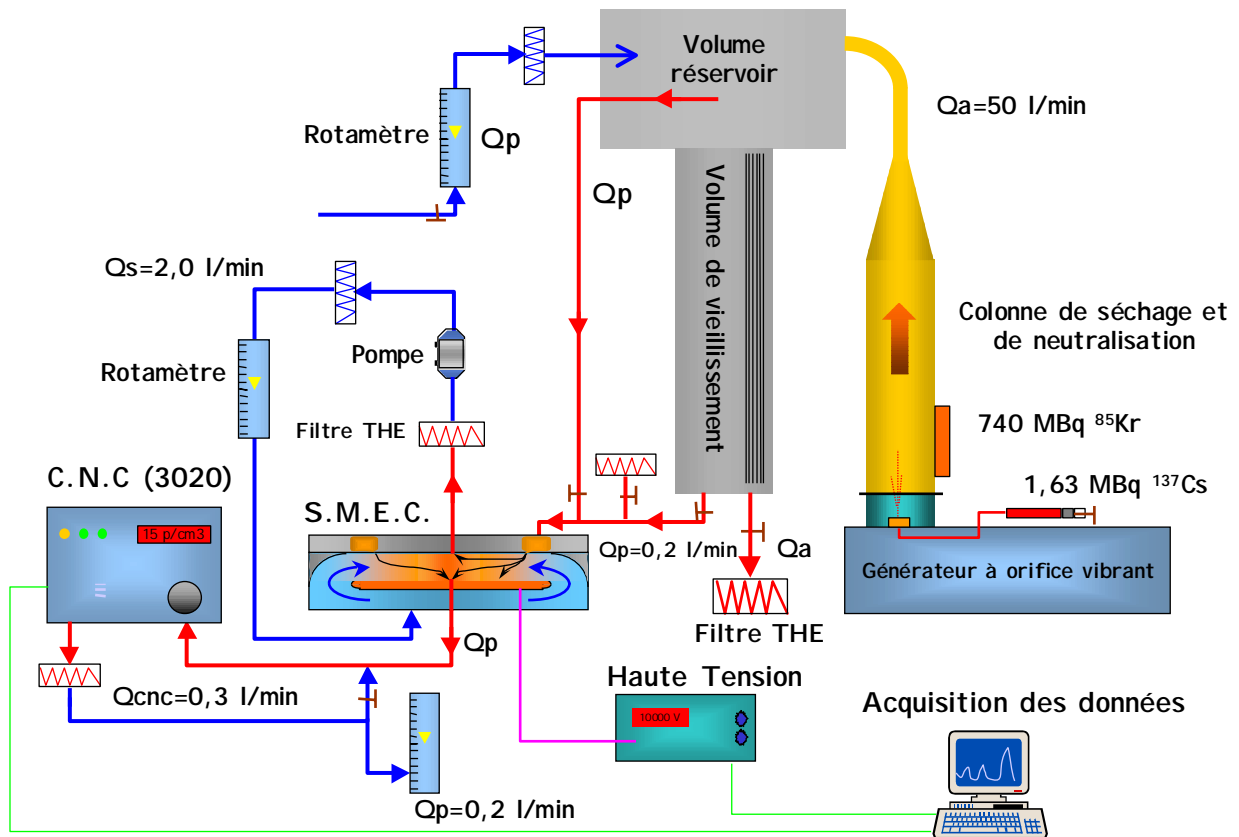 Volume
réservoir
Qa=50 l/min
Rotamètre
Qp
Qp
Volume de vieillissement
Qs=2,0 l/min
Pompe
Rotamètre
Filtre THE
Colonne de séchage et
de neutralisation
740 MBq ⁸⁵Kr
1,63 MBq ¹³⁷Cs
C.N.C (3020)
15 p/cm3
S.M.E.C.
Qp=0,2 l/min
Qa
Générateur à orifice vibrant
Filtre THE
Qp
Qcnc=0,3 l/min
Haute Tension
10000 V
Acquisition des données
Qp=0,2 l/min